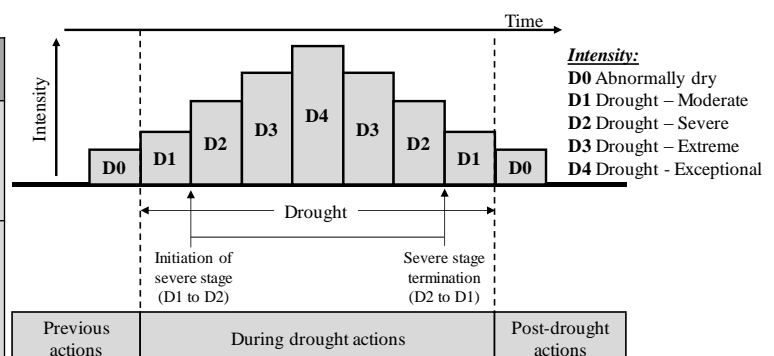 Time
Intensity
Intensity:
D0 Abnormally dry
D1 Drought – Moderate
D2 Drought – Severe
D3 Drought – Extreme
D4 Drought - Exceptional
D0
D1
D2
D3
D4
D3
D2
D1
D0
Drought
Initiation of
severe stage
(D1 to D2)
Severe stage
termination
(D2 to D1)
Previous
actions
During drought actions
Post-drought
actions